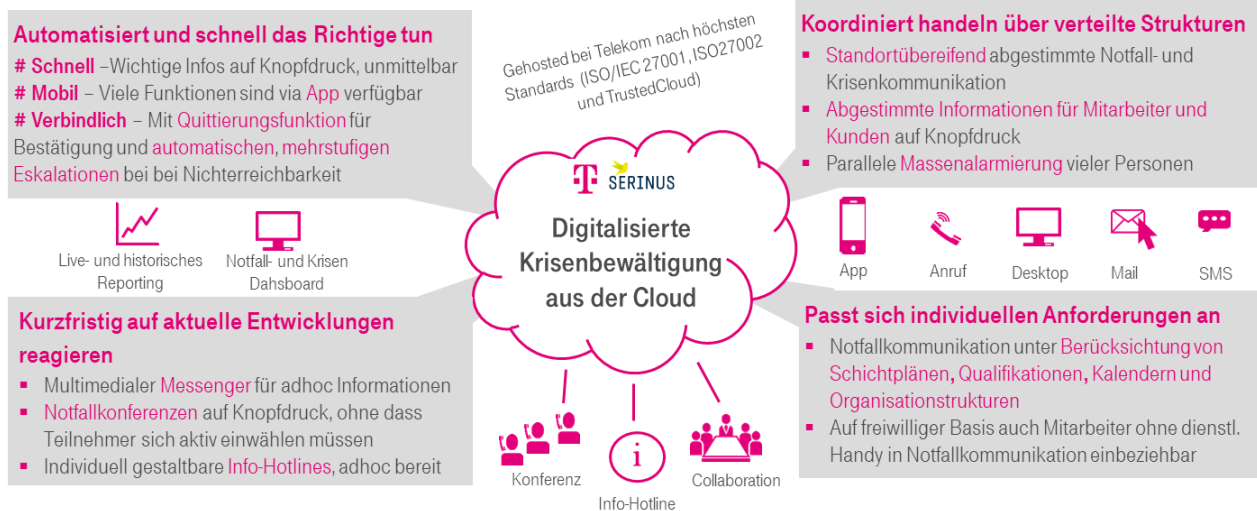 Automatisiert und schnell das Richtige tun
# Schnell –Wichtige Infos auf Knopfdruck, unmittelbar
# Mobil – Viele Funktionen sind via App verfügbar
# Verbindlich – Mit Quittierungsfunktion für
Bestätigung und automatischen, mehrstufigen
Eskalationen bei bei Nichterreichbarkeit
Live- und historisches
Reporting
Notfall- und Krisen
Dahsboard
Kurzfristig auf aktuelle Entwicklungen
reagieren
▪ Multimedialer Messenger für adhoc Informationen
▪ Notfallkonferenzen auf Knopfdruck, ohne dass
Teilnehmer sich aktiv einwählen müssen
▪ Individuell gestaltbare Info-Hotlines, adhoc bereit
Gehosted bei Telekom nach höchsten
Standards (ISO/IEC 27001, ISO27002
und TrustedCloud)
T SERINUS
Digitalisierte
Krisenbewältigung
aus der Cloud
Konferenz
i
Info-Hotline
Collaboration
Koordiniert handeln über verteilte Strukturen
▪ Standortübereifend abgestimmte Notfall- und
Krisenkommunikation
▪ Abgestimmte Informationen für Mitarbeiter und
Kunden auf Knopfdruck
▪ Parallele Massenalarmierung vieler Personen
App
Anruf
Desktop
Mail
SMS
Passt sich individuellen Anforderungen an
▪ Notfallkommunikation unter Berücksichtung von
Schichtplänen, Qualifikationen, Kalendern und
Organisationstrukturen
▪ Auf freiwilliger Basis auch Mitarbeiter ohne dienstl.
Handy in Notfallkommunikation einbeziehbar